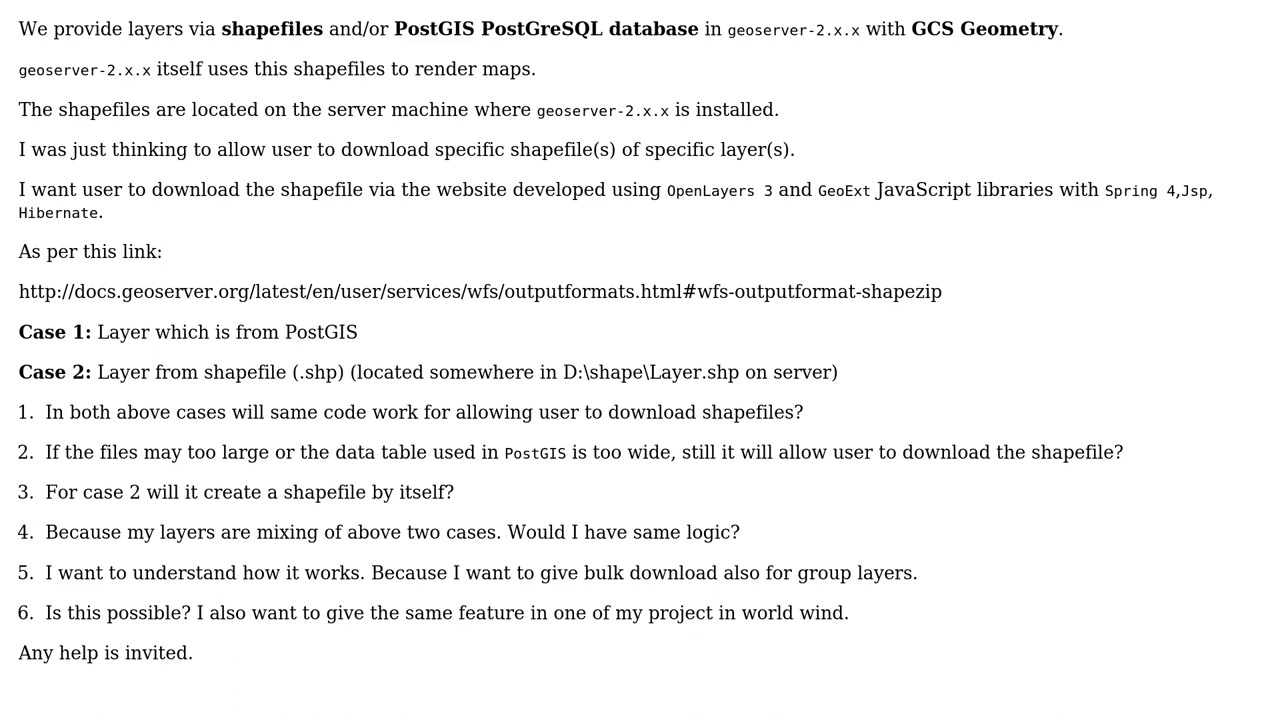 We provide layers via shapefiles and/or PostGIS PostGreSQL database in geoserver-2.x.x with GCS Geometry.
geoserver-2.x.x itself uses this shapefiles to render maps.
The shapefiles are located on the server machine where geoserver-2.x.x is installed.
I was just thinking to allow user to download specific shapefile(s) of specific layer(s).
I want user to download the shapefile via the website developed using OpenLayers 3 and GeoExt JavaScript libraries with Spring 4,Jsp,
Hibernate.
As per this link:
http://docs.geoserver.org/latest/en/user/services/wfs/outputformats.html#wfs-outputformat-shapezip
Case 1: Layer which is from PostGIS
Case 2: Layer from shapefile (.shp) (located somewhere in D:\shape\Layer.shp on server)
1. In both above cases will same code work for allowing user to download shapefiles?
2. If the files may too large or the data table used in PostGIS is too wide, still it will allow user to download the shapefile?
3. For case 2 will it create a shapefile by itself?
4. Because my layers are mixing of above two cases. Would I have same logic?
5. I want to understand how it works. Because I want to give bulk download also for group layers.
6. Is this possible? I also want to give the same feature in one of my project in world wind.
Any help is invited.